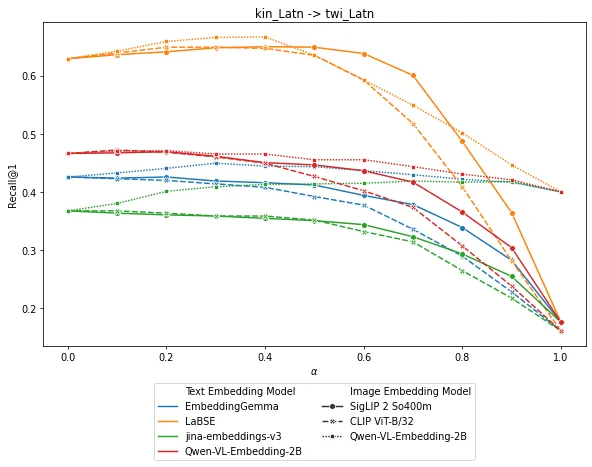 kin_Latn -> twi_Latn
Recall@1
0.6
0.5
0.4
0.3
0.2
0.0 0.2 0.4 0.6 0.8 1.0
α
Text Embedding Model Image Embedding Model
EmbeddingGemma SigLIP 2 So400m
LaBSE CLIP ViT-B/32
jina-embeddings-v3 Qwen-VL-Embedding-2B
Qwen-VL-Embedding-2B